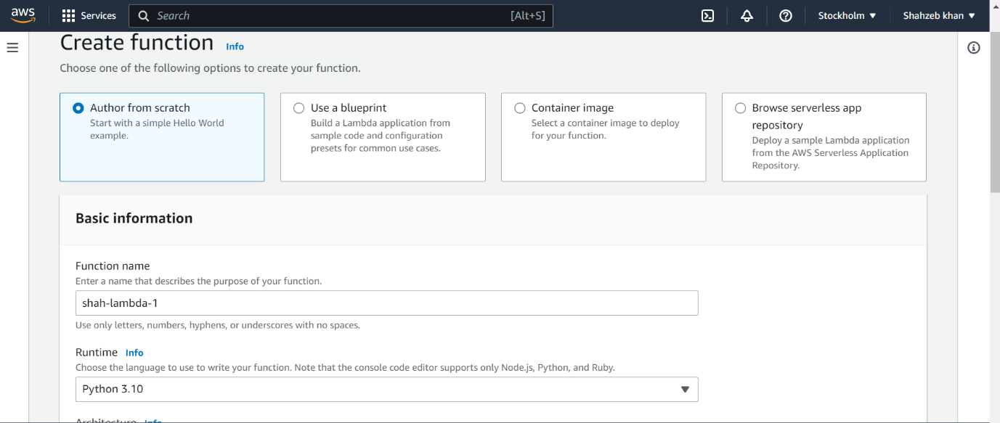 aws
Services
Search
[Alt+S]
Stockholm
Shahzeb khan
Create function Info
Choose one of the following options to create your function.
Author from scratch
Start with a simple Hello World
example.
Use a blueprint
Build a Lambda application from
sample code and configuration
presets for common use cases.
Container image
Select a container image to deploy
for your function.
Browse serverless app
repository
Deploy a sample Lambda application
from the AWS Serverless Application
Repository.
Basic information
Function name
Enter a name that describes the purpose of your function.
shah-lambda-1
Use only letters, numbers, hyphens, or underscores with no spaces.
Runtime Info
Choose the language to use to write your function. Note that the console code editor supports only Node.js, Python, and Ruby.
Python 3.10
Architecture Info